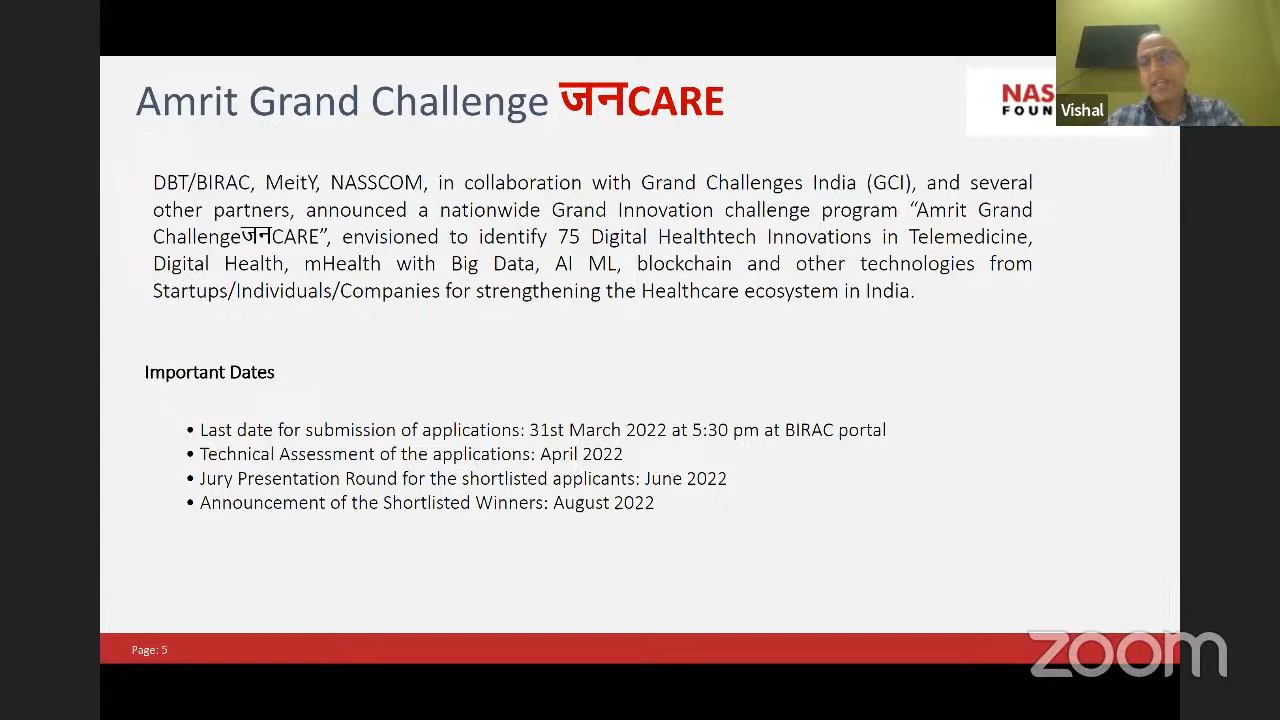 Amrit Grand Challenge जनCARE
NAS
FOUN
Vishal
DBT/BIRAC, MeitY, NASSCOM, in collaboration with Grand Challenges India (GCI), and several
other partners, announced a nationwide Grand Innovation challenge program “Amrit Grand
ChallengeजनCARE”, envisioned to identify 75 Digital Healthtech Innovations in Telemedicine,
Digital Health, mHealth with Big Data, AI ML, blockchain and other technologies from
Startups/Individuals/Companies for strengthening the Healthcare ecosystem in India.
Important Dates
• Last date for submission of applications: 31st March 2022 at 5:30 pm at BIRAC portal
• Technical Assessment of the applications: April 2022
• Jury Presentation Round for the shortlisted applicants: June 2022
• Announcement of the Shortlisted Winners: August 2022
Page: 5
zoom